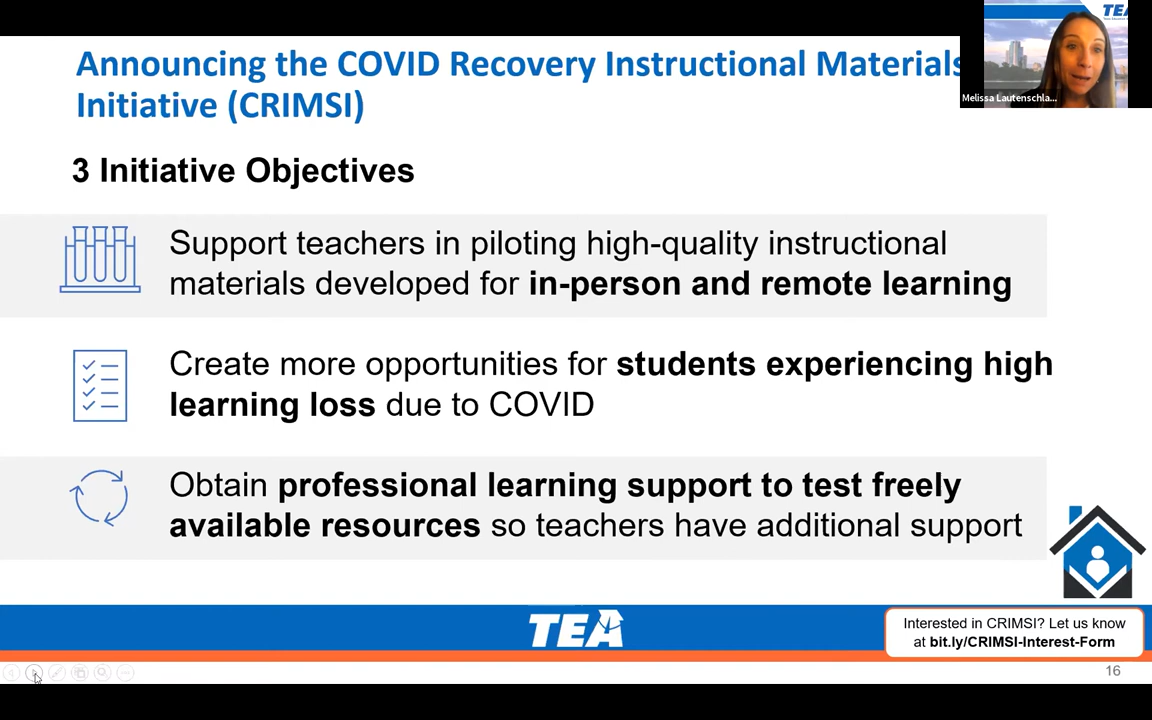 Announcing the COVID Recovery Instructional Materials
Initiative (CRIMSI)
TEA
Melissa Lautenschla...
3 Initiative Objectives
Support teachers in piloting high-quality instructional
materials developed for in-person and remote learning
Create more opportunities for students experiencing high
learning loss due to COVID
Obtain professional learning support to test freely
available resources so teachers have additional support
TEA
Interested in CRIMSI? Let us know
at bit.ly/CRIMSI-Interest-Form
16